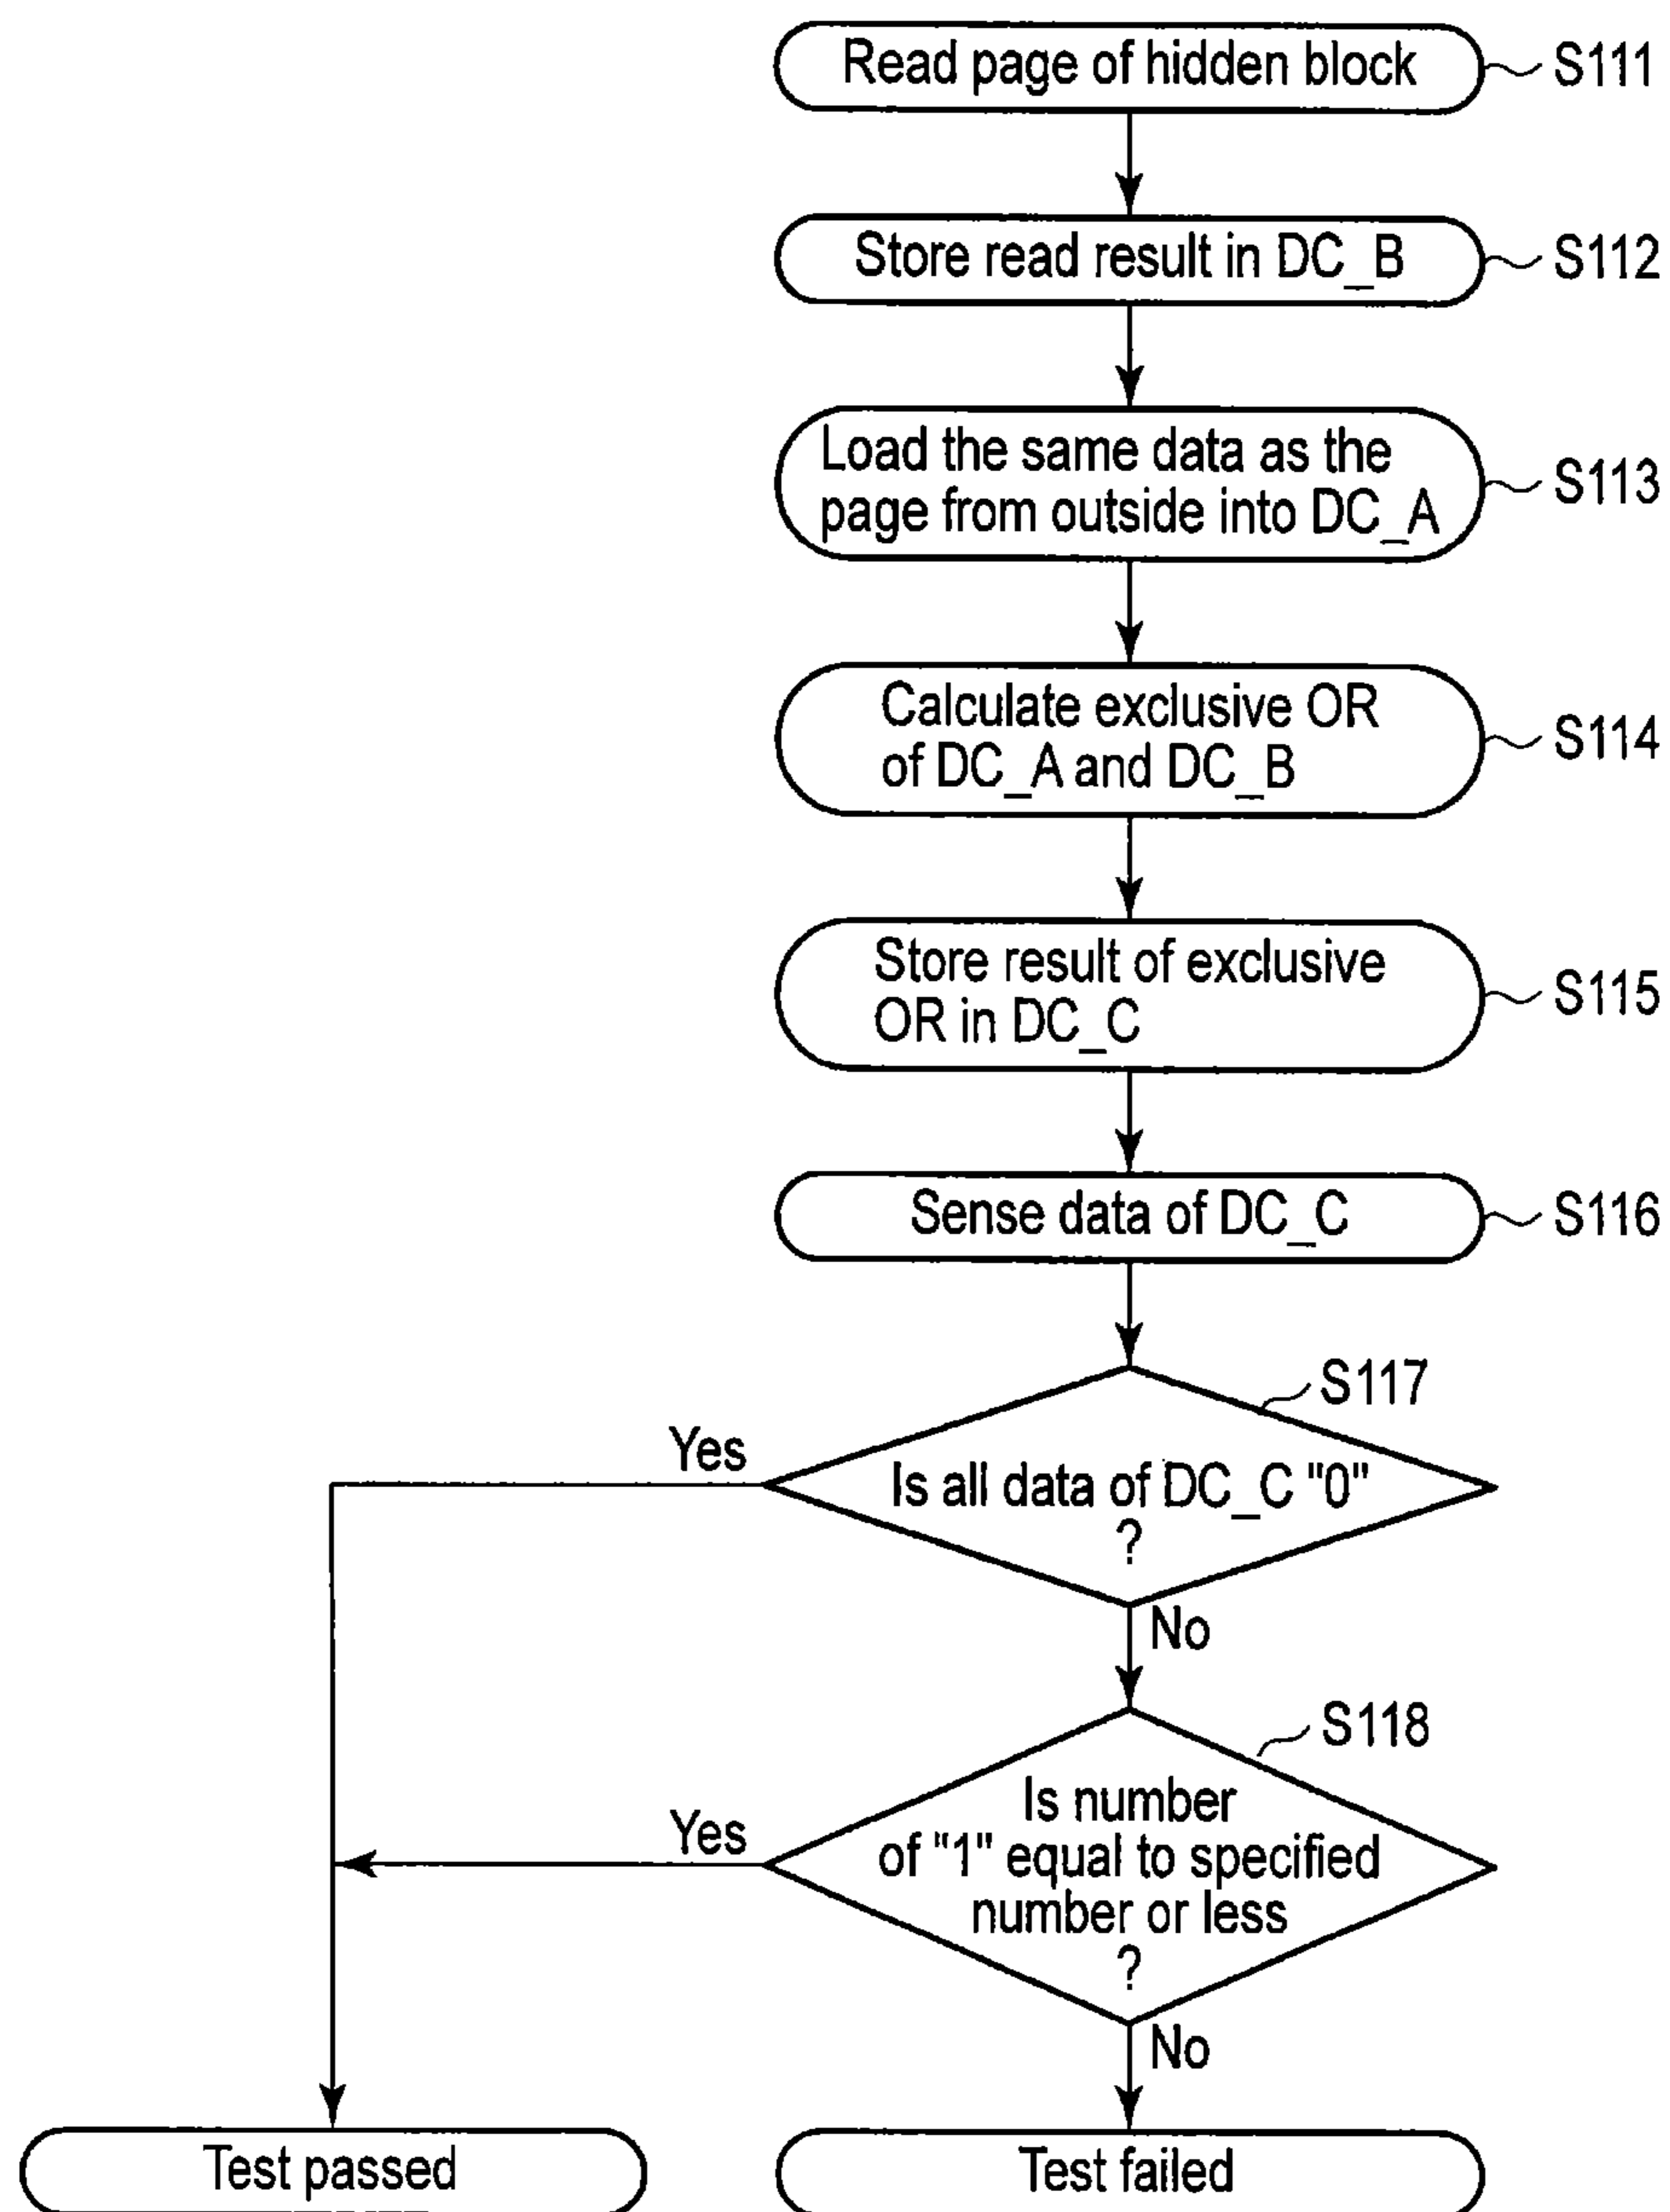 Read page of hidden block
S111
Store read result in DC_B
S112
Load the same data as the
page from outside into DC_A
S113
Calculate exclusive OR
of DC_A and DC_B
S114
Store result of exclusive
OR in DC_C
S115
Sense data of DC_C
S116
S117
Yes
Is all data of DC_C "0"
?
No
S118
Yes
Is number
of "1" equal to specified
number or less
?
No
Test passed
Test failed